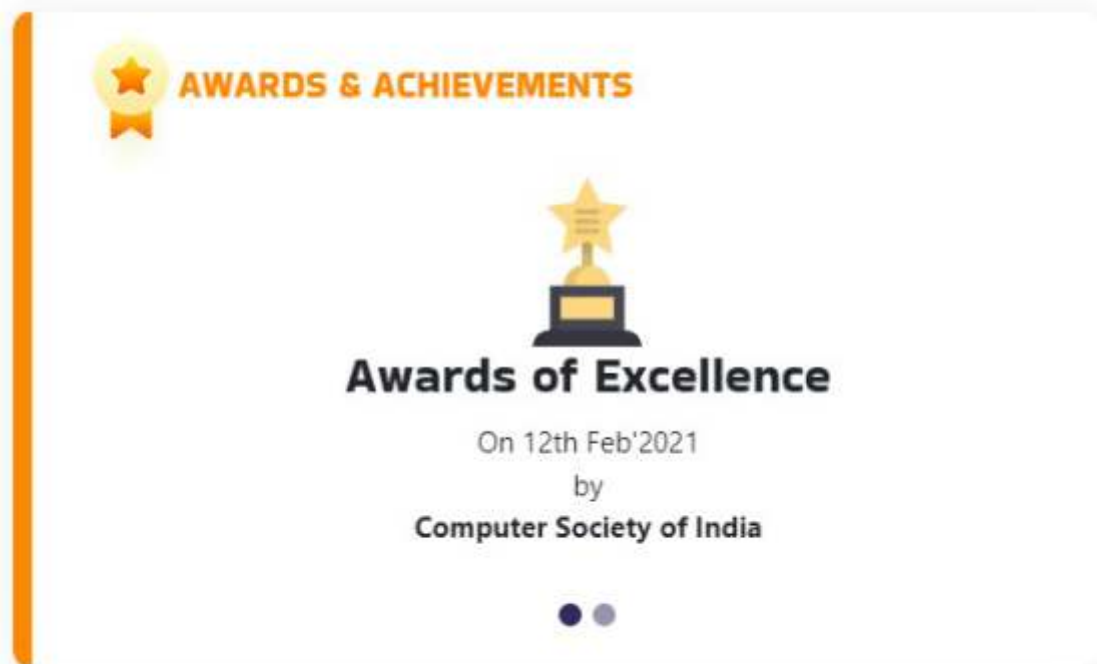 AWARDS & ACHIEVEMENTS
Awards of Excellence
On 12th Feb'2021
by
Computer Society of India